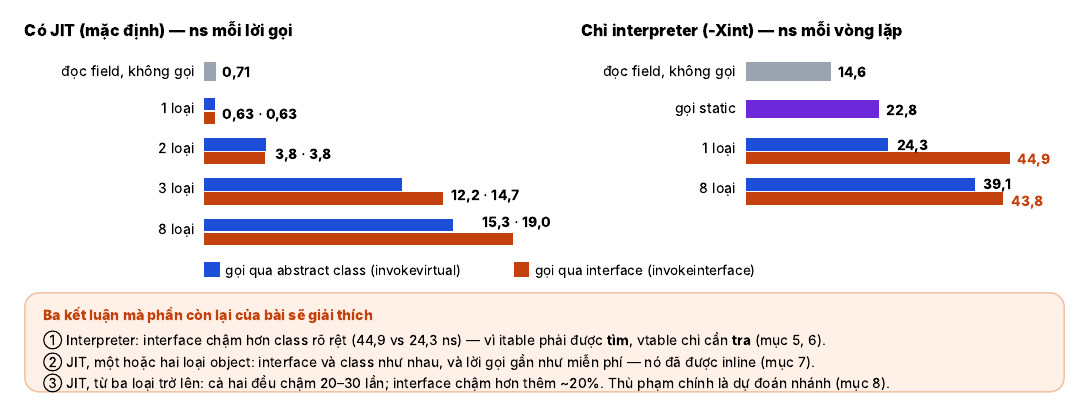 Có JIT (mặc định) — ns mỗi lời gọi
đọc field, không gọi 0,71
1 loại 0,63 · 0,63
2 loại 3,8 · 3,8
3 loại 12,2 · 14,7
8 loại 15,3 · 19,0
Chỉ interpreter (-Xint) — ns mỗi vòng lặp
đọc field, không gọi 14,6
gọi static 22,8
1 loại 24,3
44,9
8 loại 39,1
43,8
gọi qua abstract class (invokevirtual) gọi qua interface (invokeinterface)
Ba kết luận mà phần còn lại của bài sẽ giải thích
① Interpreter: interface chậm hơn class rõ rệt (44,9 vs 24,3 ns) — vì itable phải được tìm, vtable chỉ cần tra (mục 5, 6).
② JIT, một hoặc hai loại object: interface và class như nhau, và lời gọi gần như miễn phí — nó đã được inline (mục 7).
③ JIT, từ ba loại trở lên: cả hai đều chậm 20–30 lần; interface chậm hơn thêm ~20%. Thủ phạm chính là dự đoán nhánh (mục 8).